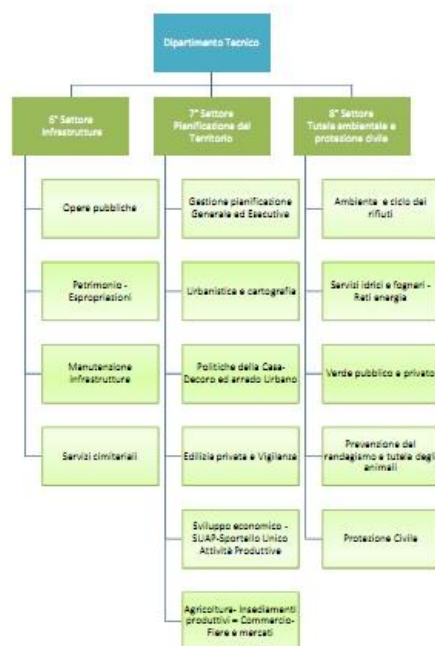 Dipartimento Tecnico
6° Settore
Infrastrutture
Opere pubbliche
Patrimonio -
Espropriazioni
Manutenzione
infrastrutture
Servizi cimiteriali
7° Settore
Pianificazione del
Territorio
Gestione pianificazione
Generale ed Esecutiva
Urbanistica e cartografia
Politiche della Casa-
Decoro ed arredo Urbano
Edilizia privata e Vigilanza
Sviluppo economico -
SUAP-Sportello Unico
Attività Produttive
Agricoltura- Insediamenti
produttivi – Commercio-
Fiere e mercati
8° Settore
Tutela ambientale e
protezione civile
Ambiente e ciclo dei
rifiuti
Servizi idrici e fognari -
Reti energia
Verde pubblico e privato
Prevenzione del
randagismo e tutela degli
animali
Protezione Civile